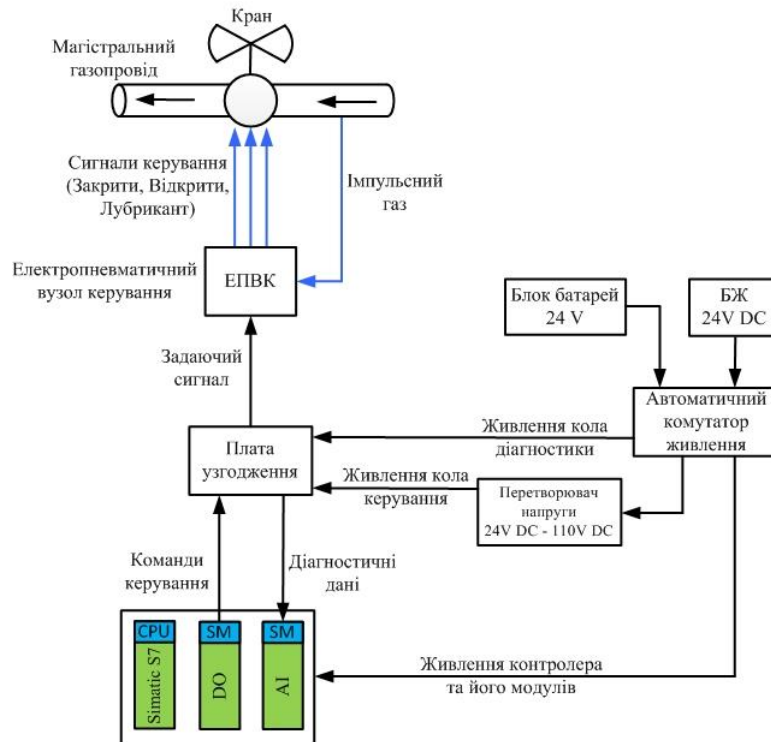 Кран
Магістральний
газопровід
Сигнали керування
(Закрити, Відкрити,
Лубрикант)
Імпульсний
газ
Електропневматичний
вузол керування
ЕПВК
Блок батарей
24 V
БЖ
24V DC
Задаючий
сигнал
Автоматичний
комутатор
живлення
Живлення кола
діагностики
Плата
узгодження
Живлення кола
керування
Перетворювач
напруги
24V DC - 110V DC
Команди
керування
Діагностичні
дані
CPU
SM
SM
Simatic S7
DO
AI
Живлення контролера
та його модулів